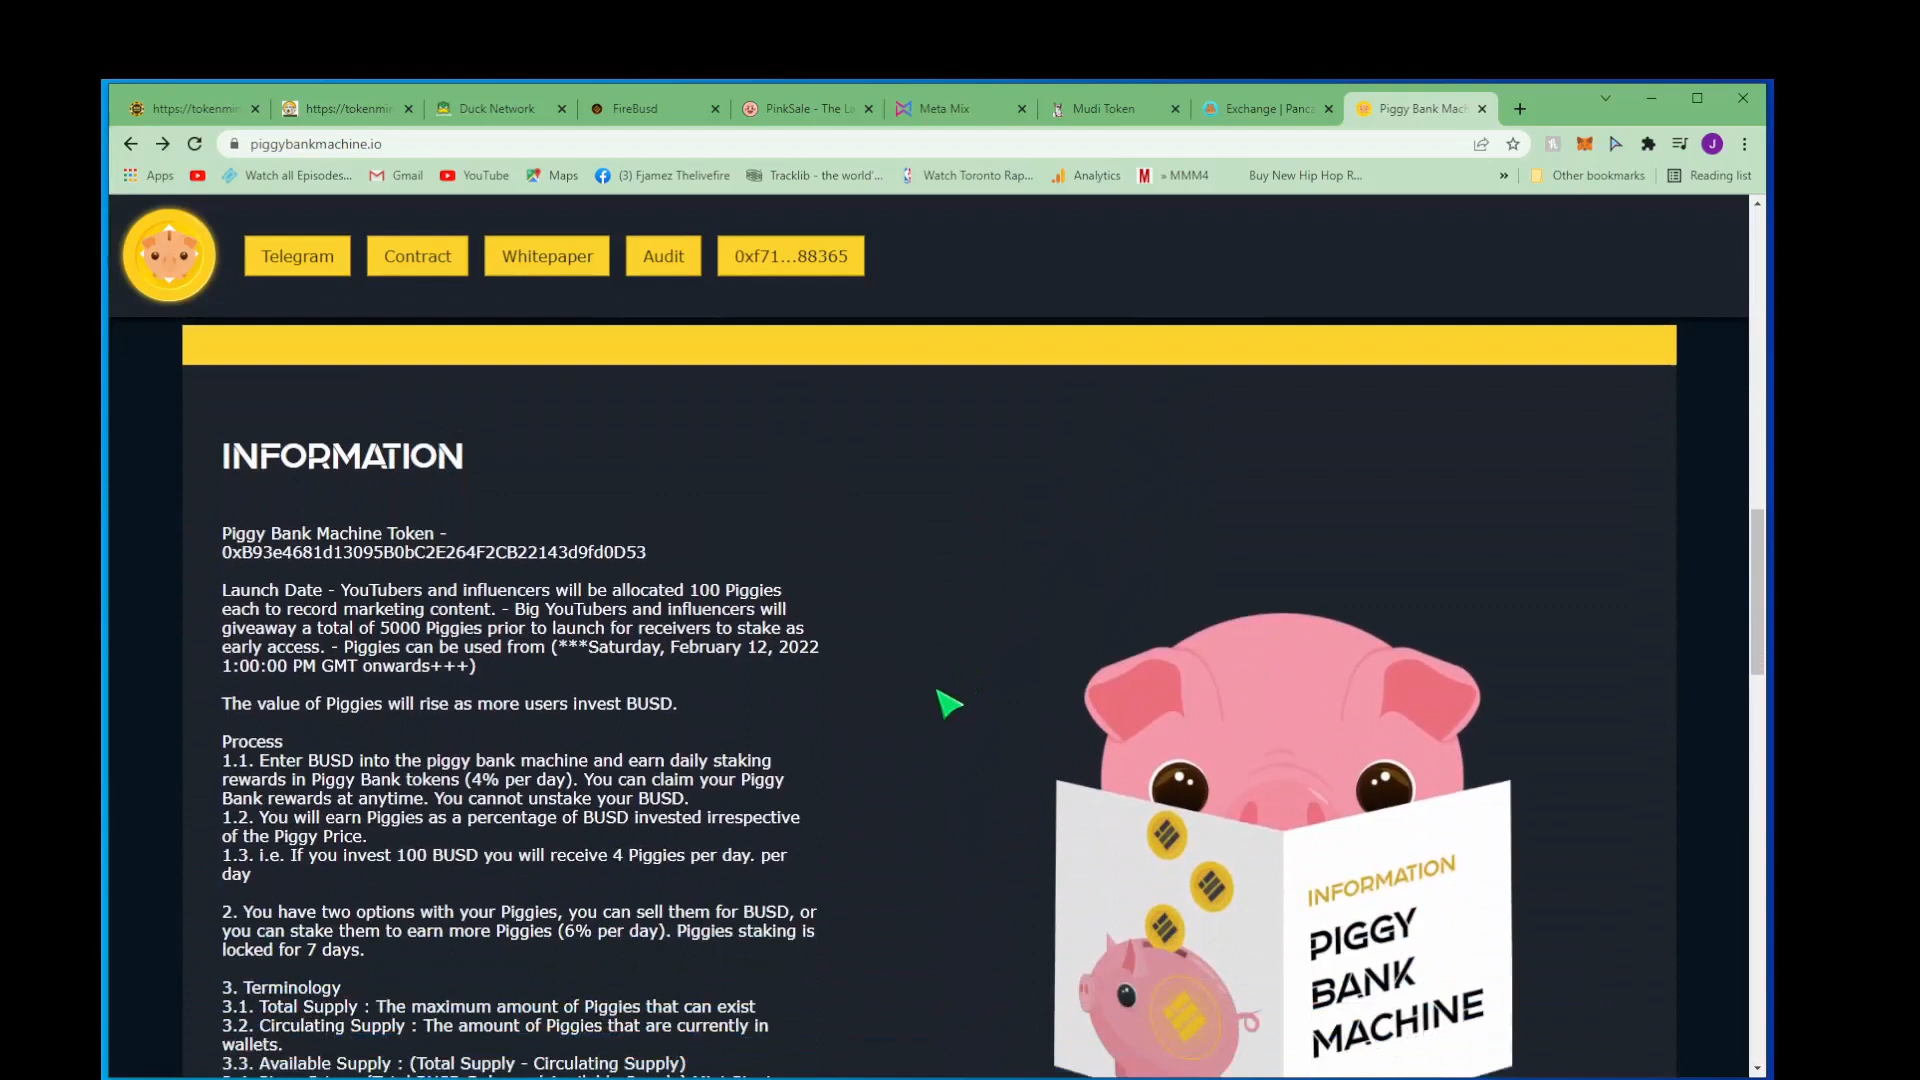 https://tokenmin
https://tokenmin
Duck Network
FireBusd
PinkSale - The La
Meta Mix
Mudi Token
Exchange | Panca
Piggy Bank Mach
piggybankmachine.io
J
Apps
Watch all Episodes...
Gmail
YouTube
Maps
(3) Fjamez Thelivefire
Tracklib - the world'...
Watch Toronto Rap...
Analytics
» MMM4
Buy New Hip Hop R...
»
Other bookmarks
Reading list
Telegram
Contract
Whitepaper
Audit
0xf71...88365
INFORMATION
Piggy Bank Machine Token -
0xB93e4681d13095B0bC2E264F2CB22143d9fd0D53
Launch Date - YouTubers and influencers will be allocated 100 Piggies
each to record marketing content. - Big YouTubers and influencers will
giveaway a total of 5000 Piggies prior to launch for receivers to stake as
early access. - Piggies can be used from (***Saturday, February 12, 2022
1:00:00 PM GMT onwards+++)
The value of Piggies will rise as more users invest BUSD.
Process
1.1. Enter BUSD into the piggy bank machine and earn daily staking
rewards in Piggy Bank tokens (4% per day). You can claim your Piggy
Bank rewards at anytime. You cannot unstake your BUSD.
1.2. You will earn Piggies as a percentage of BUSD invested irrespective
of the Piggy Price.
1.3. i.e. If you invest 100 BUSD you will receive 4 Piggies per day. per
day
2. You have two options with your Piggies, you can sell them for BUSD, or
you can stake them to earn more Piggies (6% per day). Piggies staking is
locked for 7 days.
3. Terminology
3.1. Total Supply : The maximum amount of Piggies that can exist
3.2. Circulating Supply : The amount of Piggies that are currently in
wallets.
3.3. Available Supply : (Total Supply - Circulating Supply)
INFORMATION
PIGGY
BANK
MACHINE